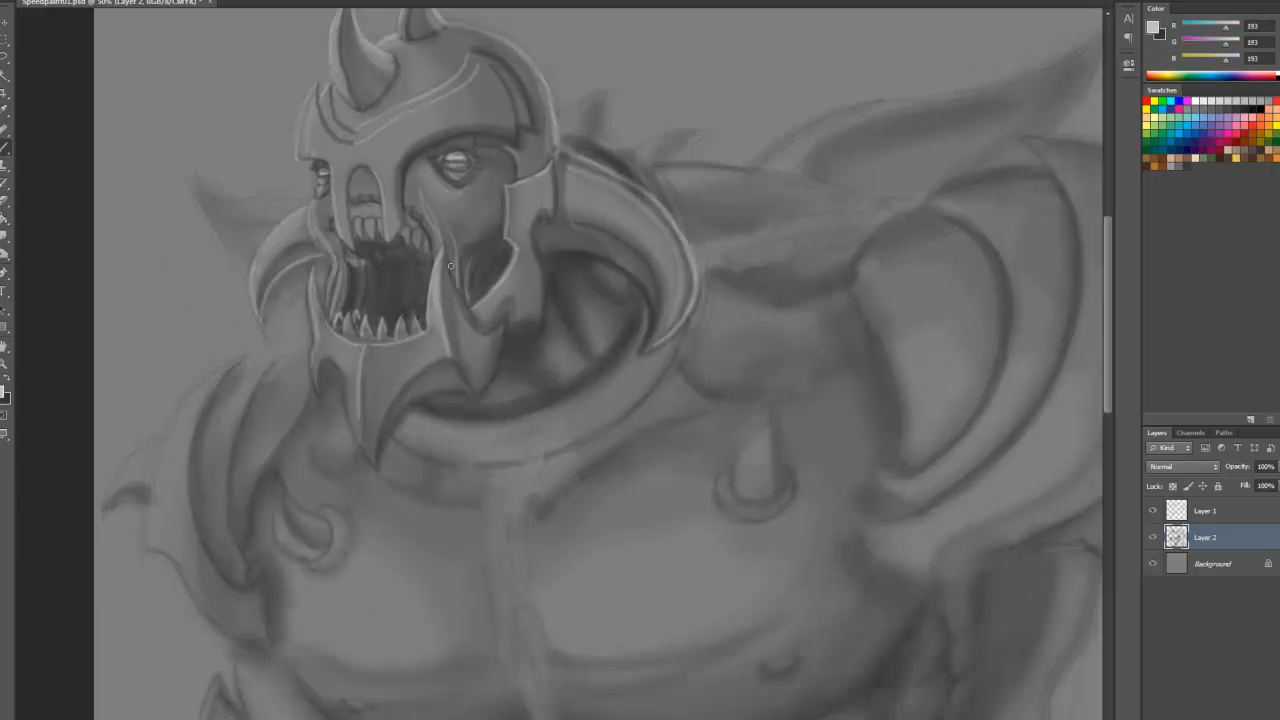 Speedpaint01.psd @ 50% (Layer 2, RGB/8/CMYK) *
Color
R 193
G 193
B 193
Swatches
Layers Channels Paths
Kind
Normal Opacity: 100%
Lock: Fill: 100%
Layer 1
Layer 2
Background